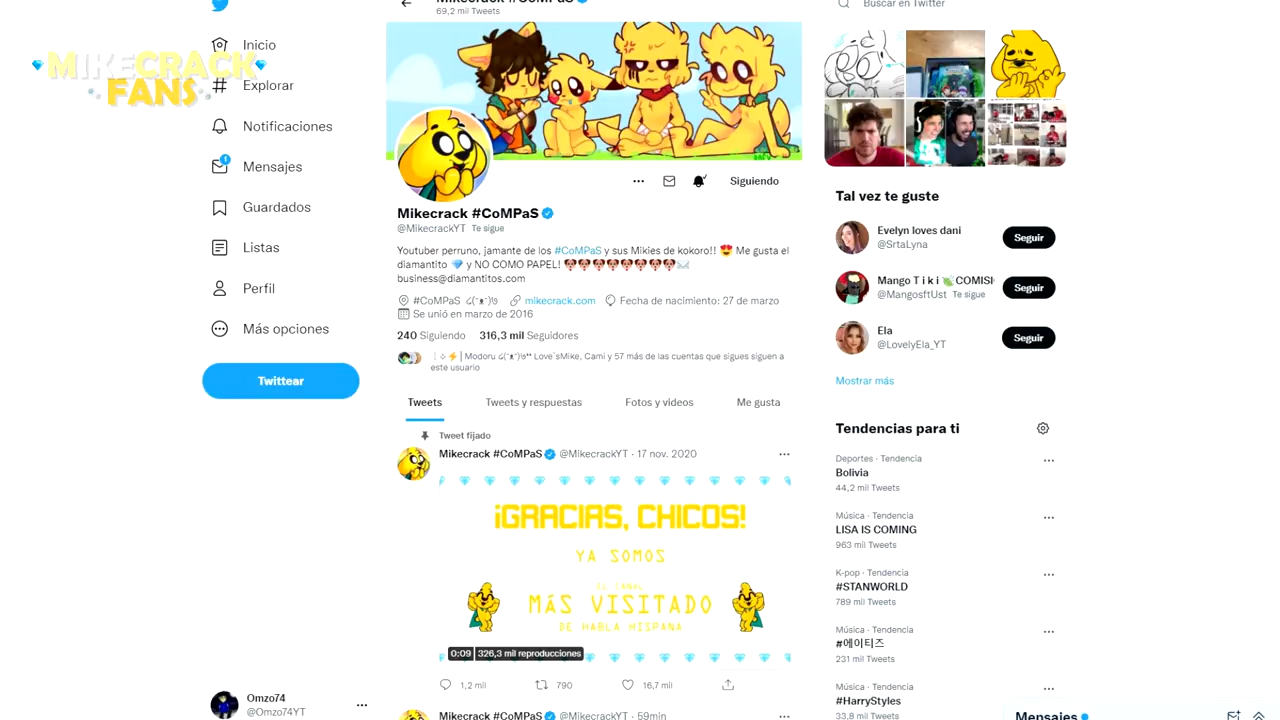 Mikecrack #CoMPaS
69,2 mil Tweets
Buscar en Twitter
MIKECRACK
FANS
Inicio
Explorar
Notificaciones
1
Mensajes
Guardados
Listas
Perfil
Más opciones
Twittear
Siguiendo
Mikecrack #CoMPaS
@MikecrackYT Te sigue
Youtuber perruno, jamante de los #CoMPaS y sus Mikies de kokoro!! 😍 Me gusta el
diamantito 💎 y NO COMO PAPEL! 🐶🐶🐶🐶🐶🐶🐶🐶✉️
business@diamantitos.com
#CoMPaS mikecrack.com Fecha de nacimiento: 27 de marzo
Se unió en marzo de 2016
240 Siguiendo 316,3 mil Seguidores
Modoru Love´sMike, Cami y 57 más de las cuentas que sigues siguen a
este usuario
Tweets Tweets y respuestas Fotos y videos Me gusta
Tweet fijado
Mikecrack #CoMPaS @MikecrackYT · 17 nov. 2020
¡GRACIAS, CHICOS!
YA SOMOS
EL CANAL
MÁS VISITADO
DE HABLA HISPANA
0:09 326,3 mil reproducciones
1,2 mil 790 16,7 mil
Mikecrack #CoMPaS @MikecrackYT · 59min
Tal vez te guste
Evelyn loves dani
@SrtaLyna
Seguir
Mango T i k i 🍃COMISI
@MangosftUst Te sigue
Seguir
Ela
@LovelyEla_YT
Seguir
Mostrar más
Tendencias para ti
Deportes · Tendencia
Bolivia
44,2 mil Tweets
Música · Tendencia
LISA IS COMING
963 mil Tweets
K-pop · Tendencia
#STANWORLD
789 mil Tweets
Música · Tendencia
#에이티즈
231 mil Tweets
Música · Tendencia
#HarryStyles
33,8 mil Tweets
Omzo74
@Omzo74YT
Mensajes